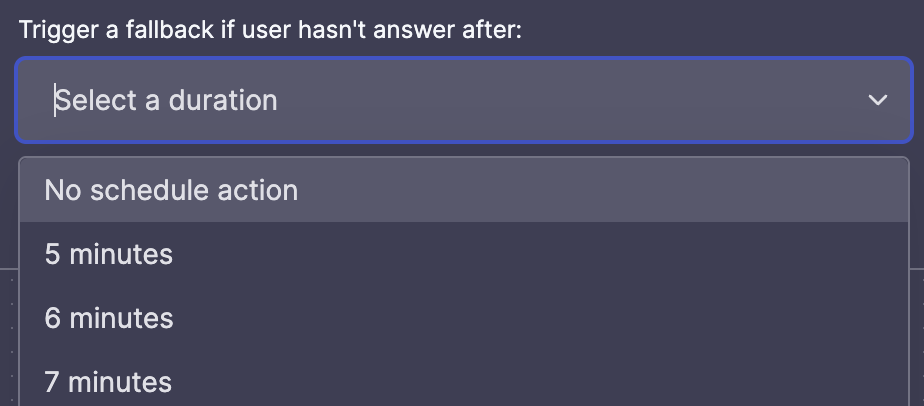 Trigger a fallback if user hasn't answer after:
Select a duration
No schedule action
5 minutes
6 minutes
7 minutes